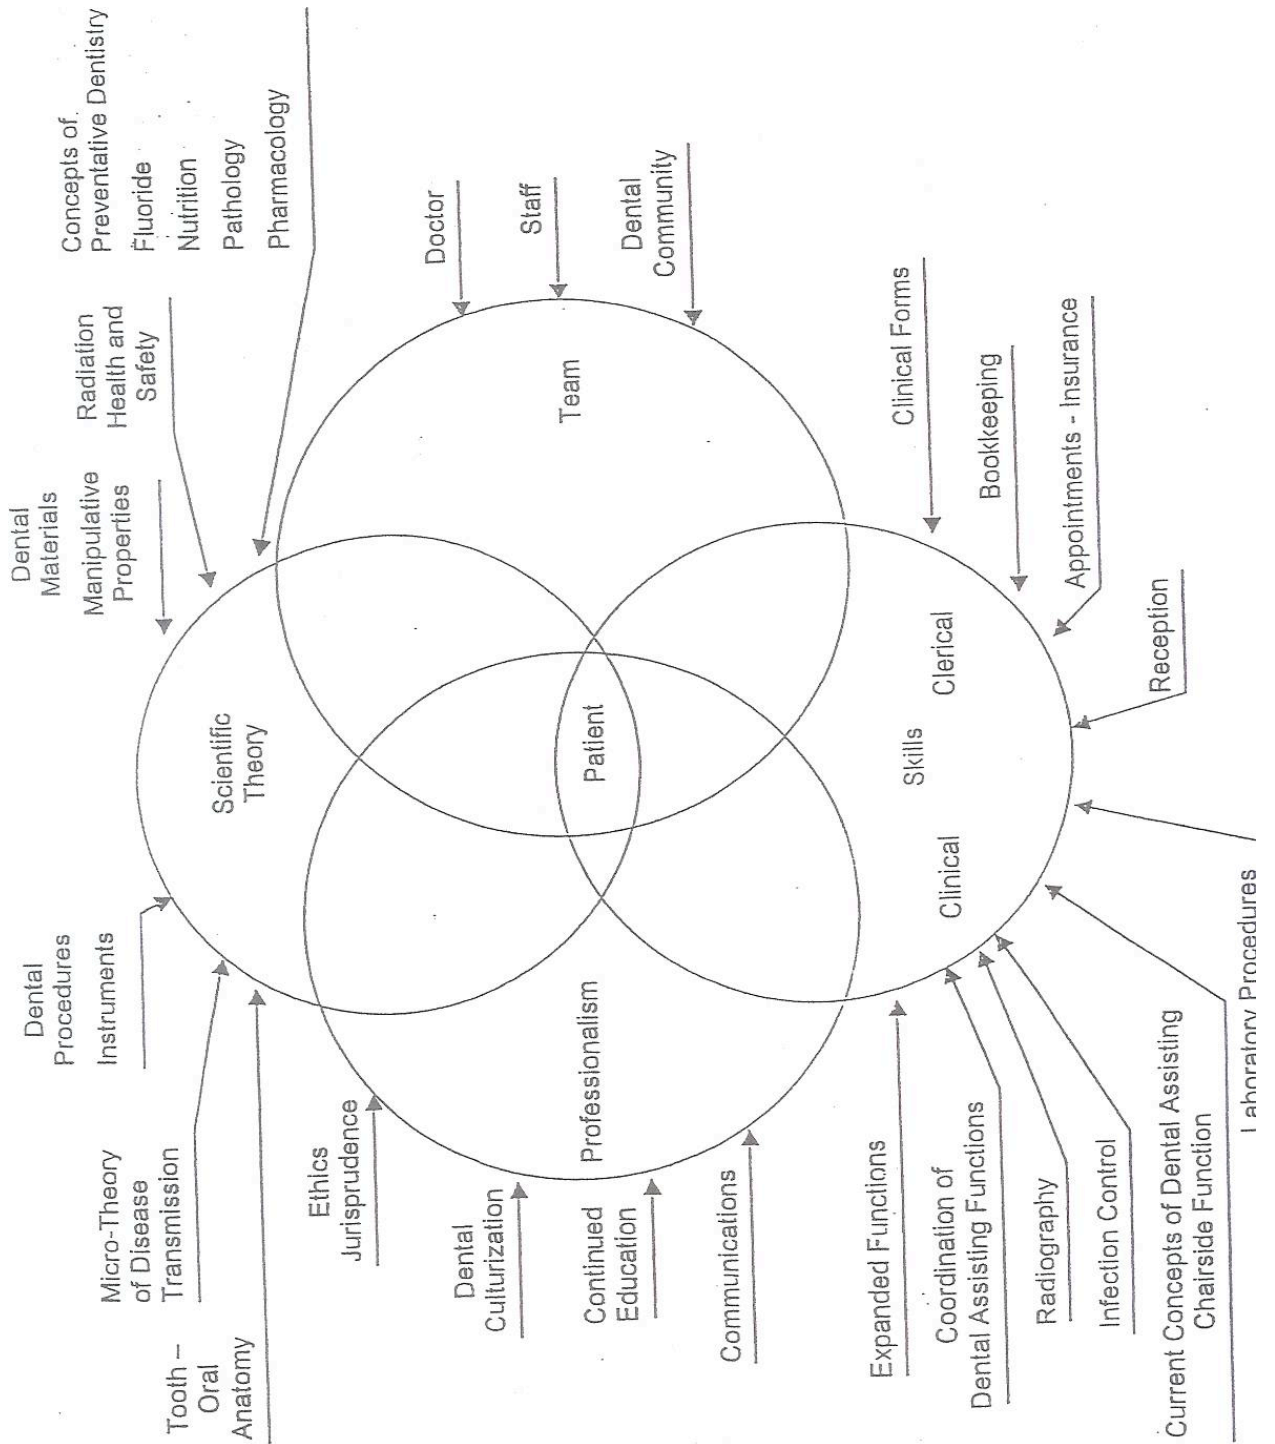 Tooth –
Oral
Anatomy
Micro-Theory
of Disease
Transmission
Dental
Procedures
Instruments
Dental
Materials
Manipulative
Properties
Radiation
Health and
Safety
Concepts of
Preventative Dentistry
Fluoride
Nutrition
Pathology
Pharmacology
Scientific
Theory
Ethics
Jurisprudence
Dental
Culturization
Continued
Education
Communications
Professionalism
Patient
Team
Doctor
Staff
Dental
Community
Clinical
Skills
Clerical
Expanded Functions
Coordination of
Dental Assisting Functions
Radiography
Infection Control
Current Concepts of Dental Assisting
Chairside Function
Laboratory Procedures
Reception
Appointments - Insurance
Bookkeeping
Clinical Forms